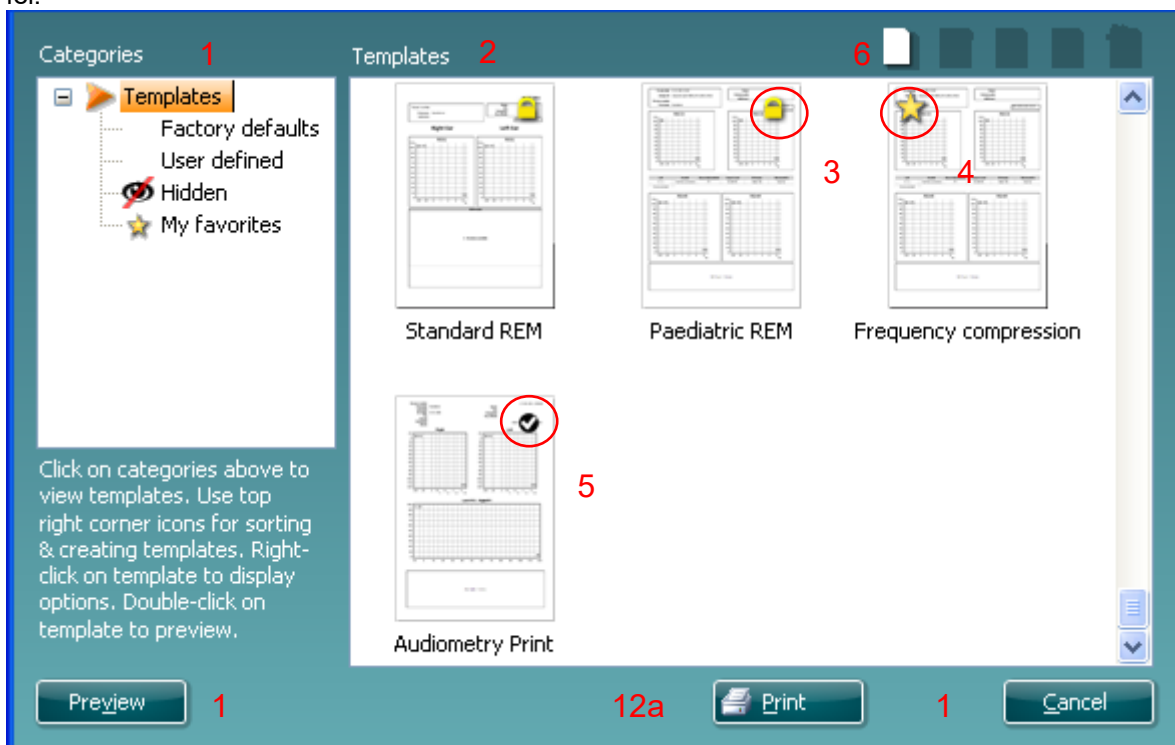 Categories 1 Templates 2 6
Templates
Factory defaults
User defined
Hidden
My favorites
3 4
Standard REM Paediatric REM Frequency compression
Click on categories above to
view templates. Use top
right corner icons for sorting
& creating templates. Right-
click on template to display
options. Double-click on
template to preview.
5
Audiometry Print
Preview 1 12a Print 1 Cancel